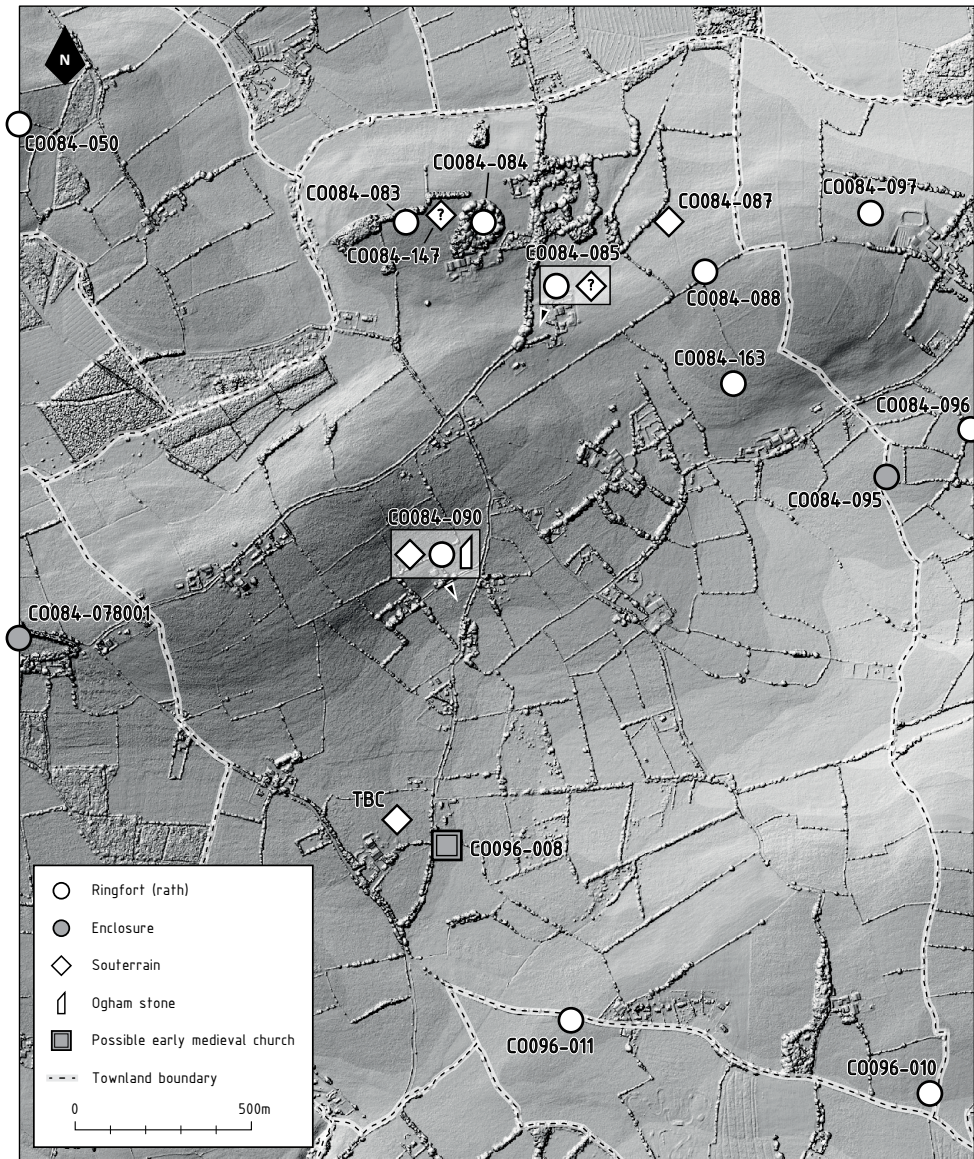 N
CO084-050
CO084-084
CO084-083
CO084-097
CO084-087
CO084-147
?
CO084-085
?
CO084-088
CO084-163
CO084-096
CO084-095
CO084-090
CO084-078001
TBC
CO096-008
Ringfort (rath)
Enclosure
Souterrain
Ogham stone
Possible early medieval church
Townland boundary
0 500m
CO096-011
CO096-010